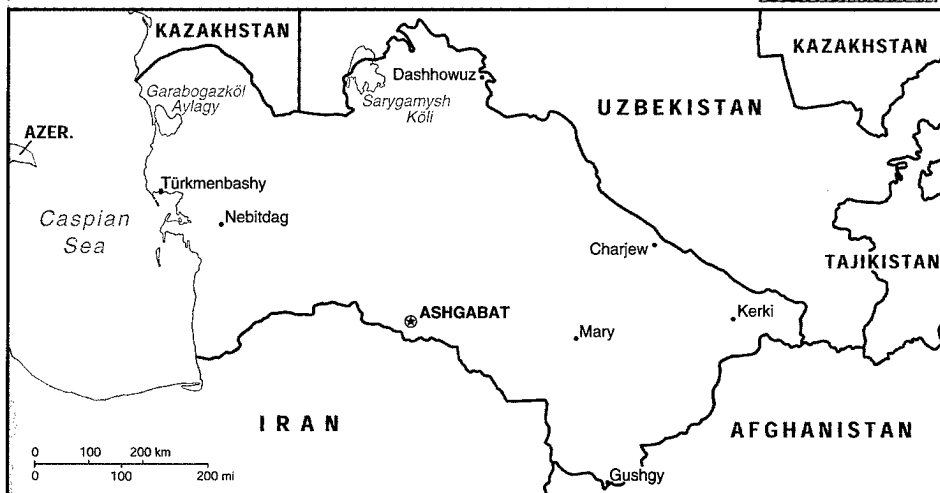 KAZAKHSTAN
KAZAKHSTAN
Dashhowuz
Garabogazköl
Aylagy
Sarygamysh
Köli
UZBEKISTAN
AZER.
Türkmenbashy
Caspian
Sea
Nebitdag
Charjew
TAJIKISTAN
ASHGABAT
Kerki
Mary
IRAN
AFGHANISTAN
0 100 200 km
0 100 200 mi
Gushgy